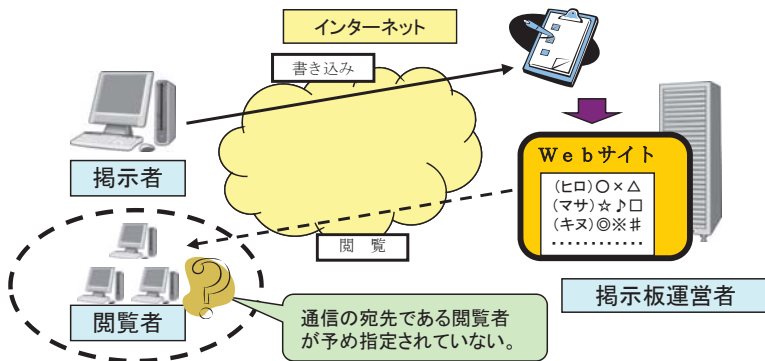 インターネット
書き込み
掲示者
Ｗｅｂサイト
(ヒロ)○×△
(マサ)☆♪□
(キヌ)◎※♯
…………
閲　覧
閲覧者
?
通信の宛先である閲覧者
が予め指定されていない。
掲示板運営者